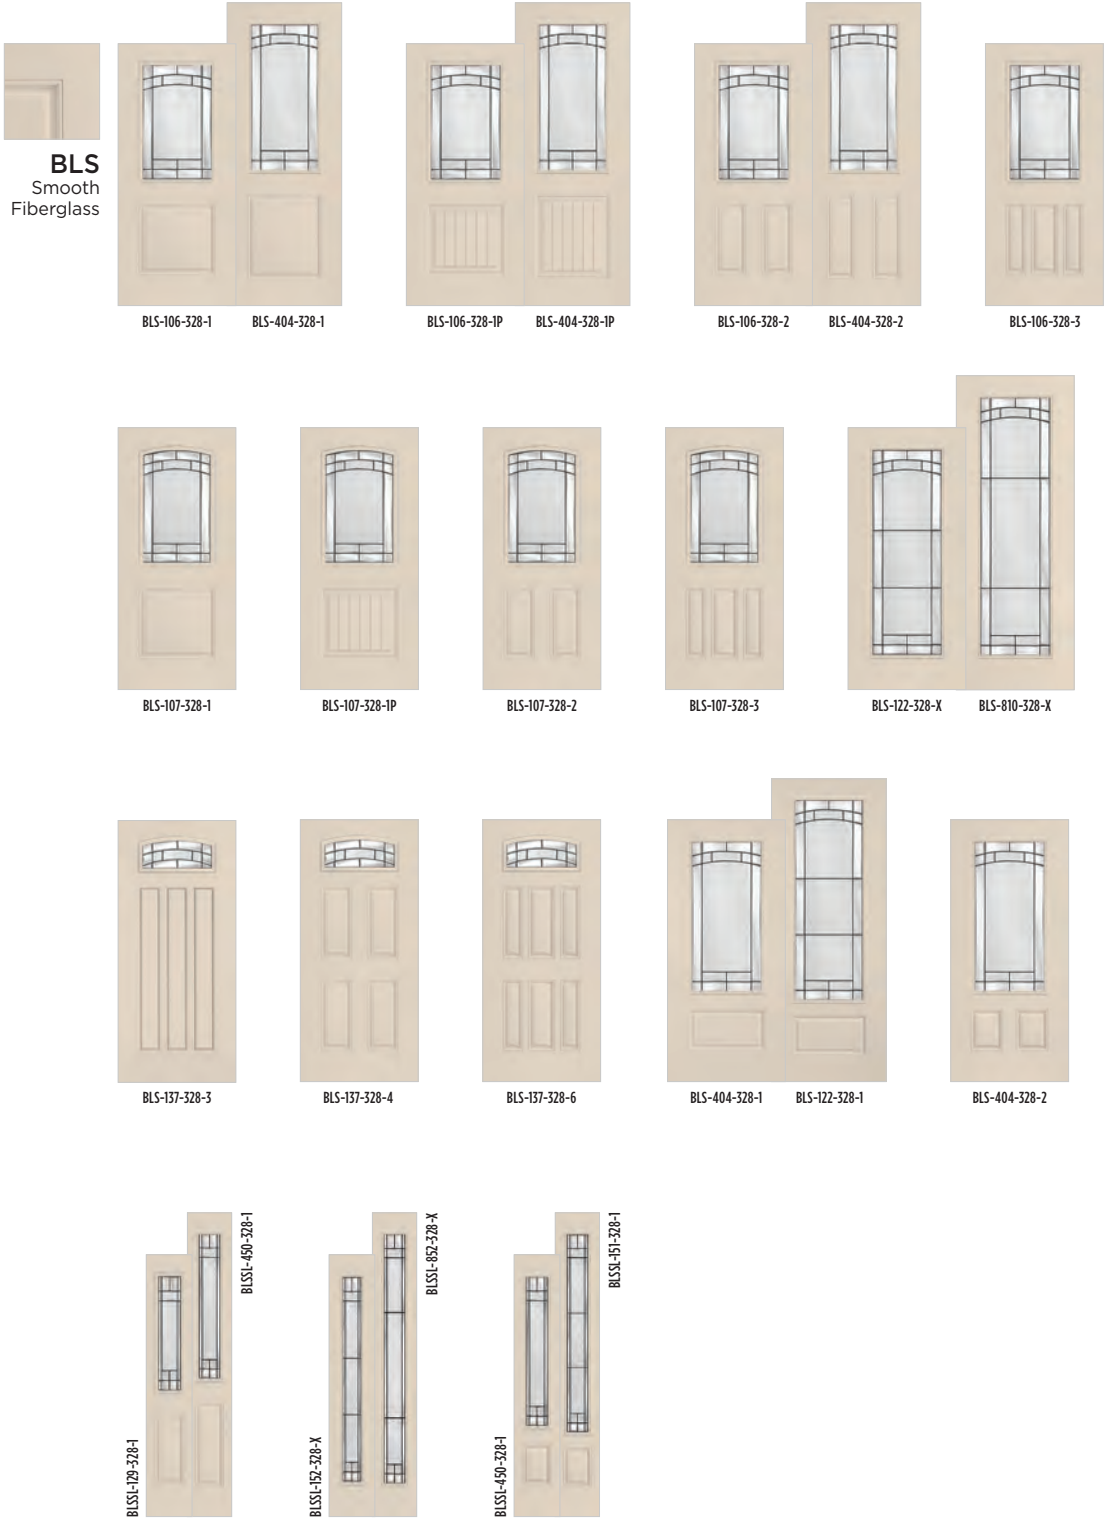 BLS
Smooth
Fiberglass
BLS-106-328-1
BLS-404-328-1
BLS-106-328-1P
BLS-404-328-1P
BLS-106-328-2
BLS-404-328-2
BLS-106-328-3
BLS-107-328-1
BLS-107-328-1P
BLS-107-328-2
BLS-107-328-3
BLS-122-328-X
BLS-810-328-X
BLS-137-328-3
BLS-137-328-4
BLS-137-328-6
BLS-404-328-1
BLS-122-328-1
BLS-404-328-2
BLSSL-129-328-1
BLSSL-450-328-1
BLSSL-152-328-X
BLSSL-852-328-X
BLSSL-450-328-1
BLSSL-151-328-1